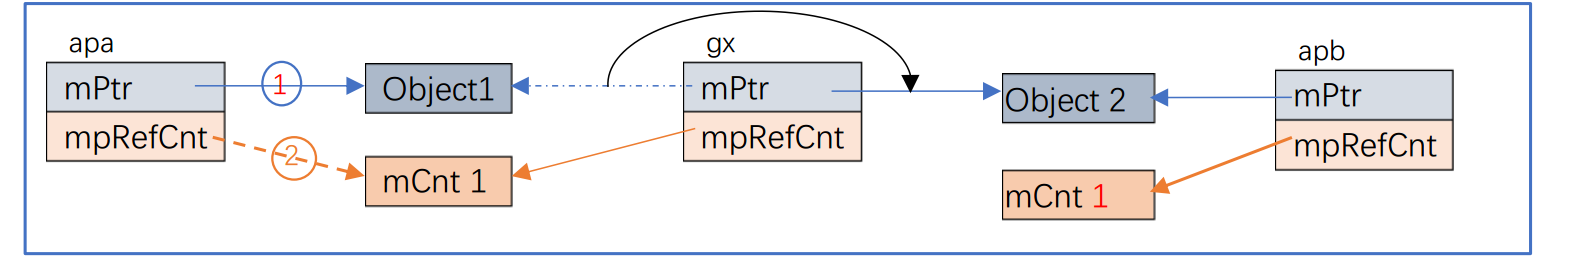 apa
mPtr
mpRefCnt
1
2
Object1
mCnt 1
gx
mPtr
mpRefCnt
Object 2
mCnt 1
apb
mPtr
mpRefCnt